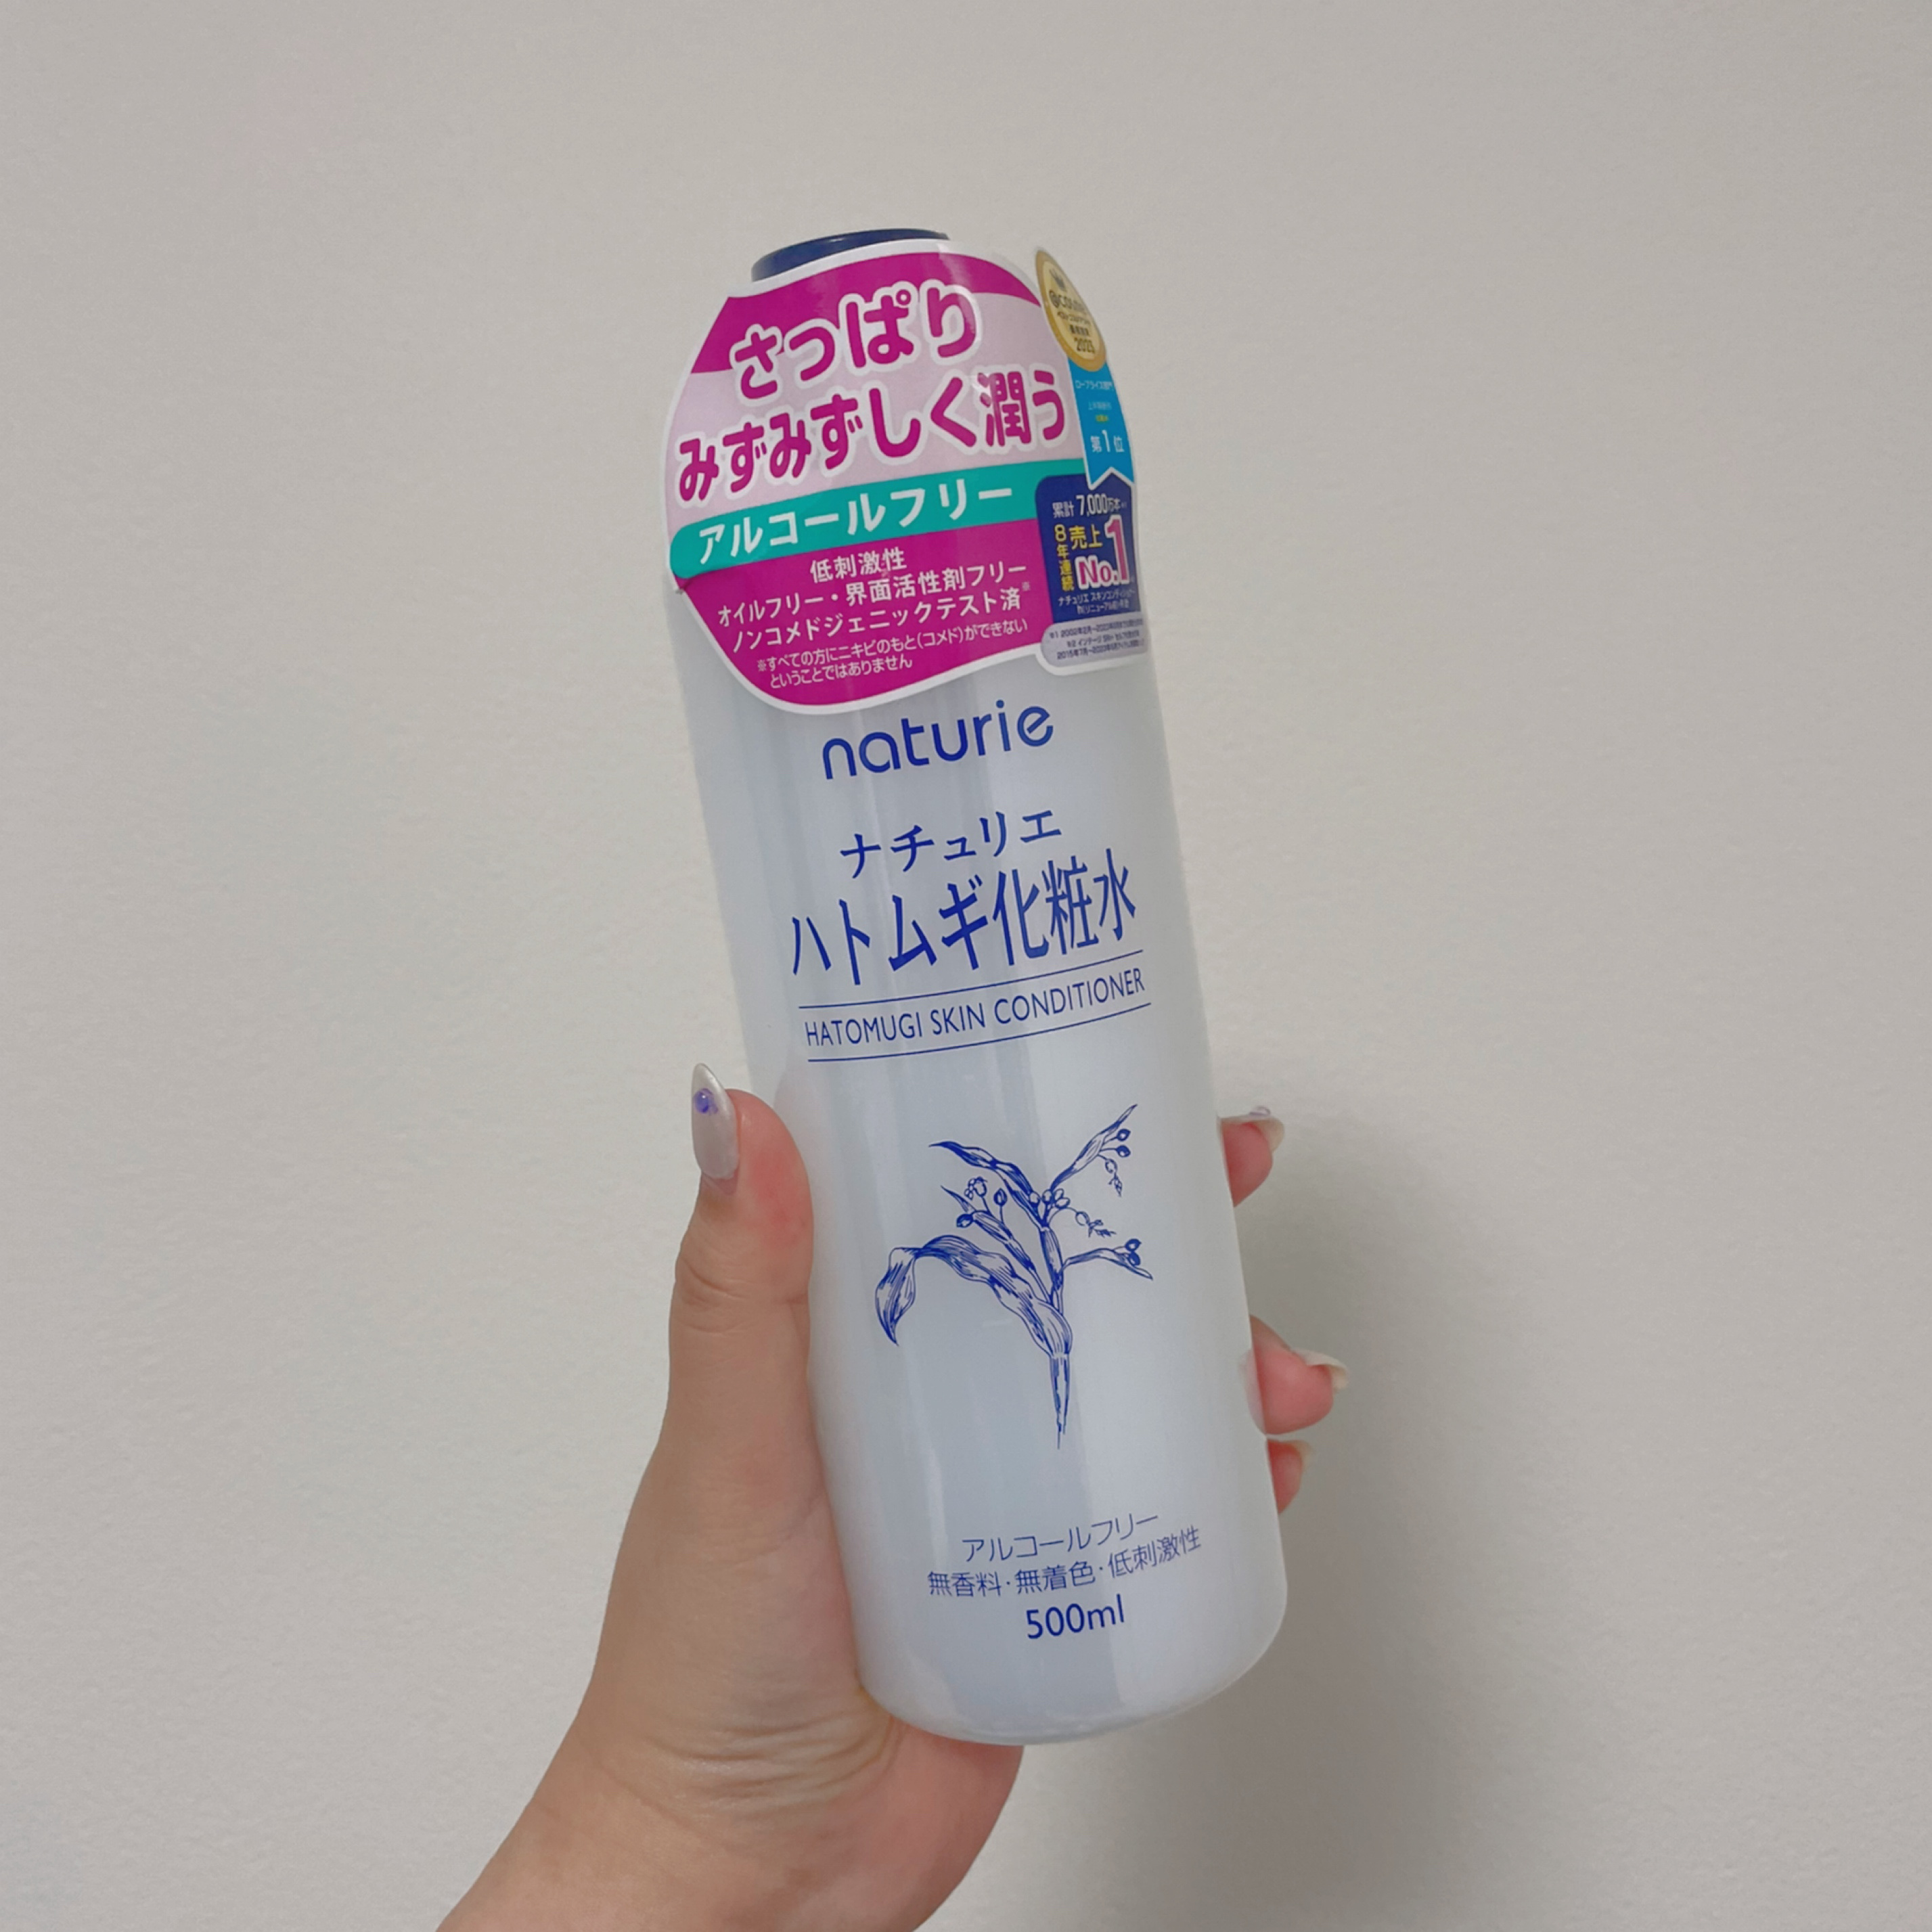 さっぱり
みずみずしく潤う
アルコールフリー
低刺激性
オイルフリー・界面活性剤フリー
ノンコメドジェニックテスト済※
※すべての方にニキビのもと(コメド)ができない
ということではありません
@cosme
2023
第1位
累計7,000万本
8年連続
売上
No.1
naturie
ナチュリエ
ハトムギ化粧水
HATOMUGI SKIN CONDITIONER
アルコールフリー
無香料・無着色・低刺激性
500ml